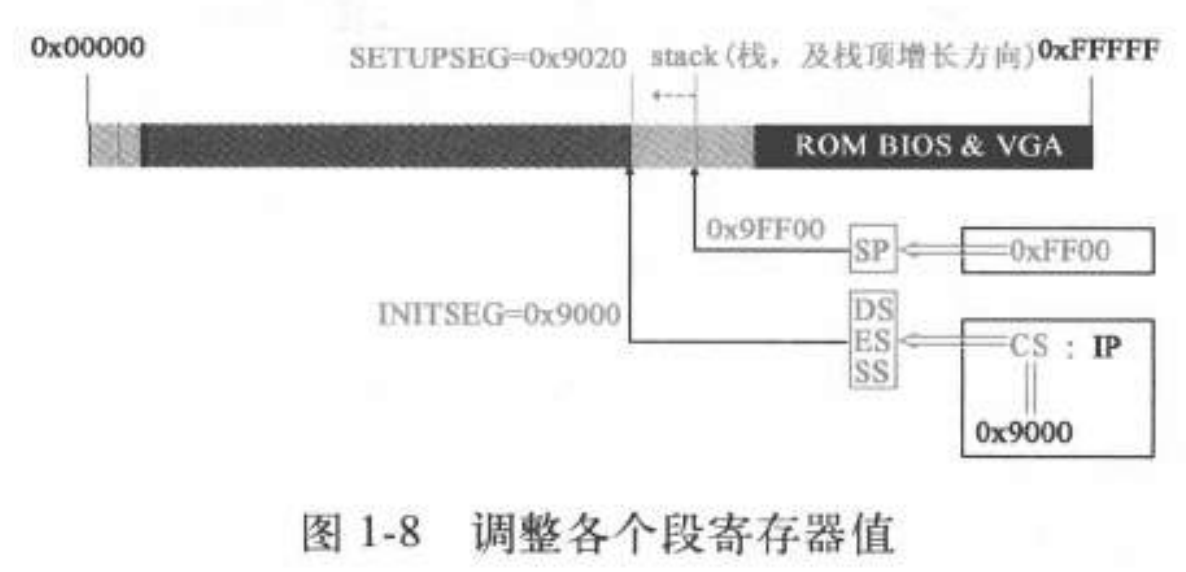 0x00000
SETUPSEG=0x9020 stack(栈，及栈顶增长方向)0xFFFFF
ROM BIOS & VGA
0x9FF00 SP 0xFF00
INITSEG=0x9000
DS
ES CS : IP
SS
0x9000
图 1-8 调整各个段寄存器值